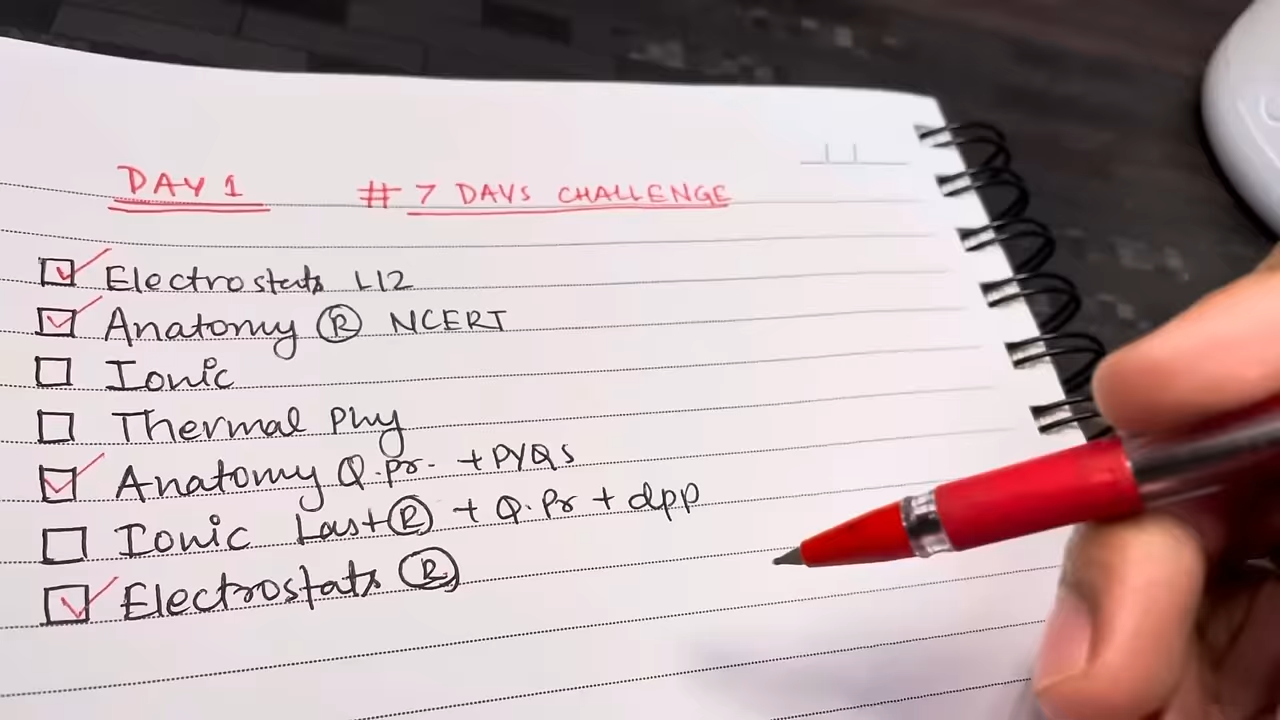 DAY 1 # 7 DAYS CHALLENGE
Electrostats L12
Anatomy Ⓡ NCERT
Ionic
Thermal Phy
Anatomy Q.pr. + PYQs
Ionic Last Ⓡ + Q.Pr + dpp
Electrostats Ⓡ